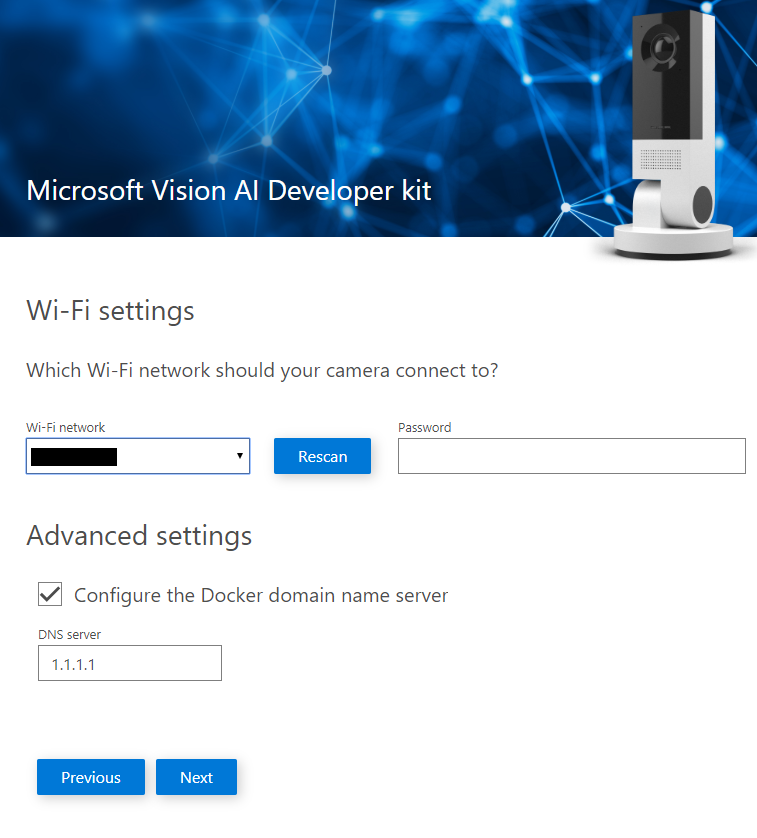 Microsoft Vision AI Developer kit
Wi-Fi settings
Which Wi-Fi network should your camera connect to?
Wi-Fi network
Rescan
Password
Advanced settings
Configure the Docker domain name server
DNS server
1.1.1.1
Previous
Next